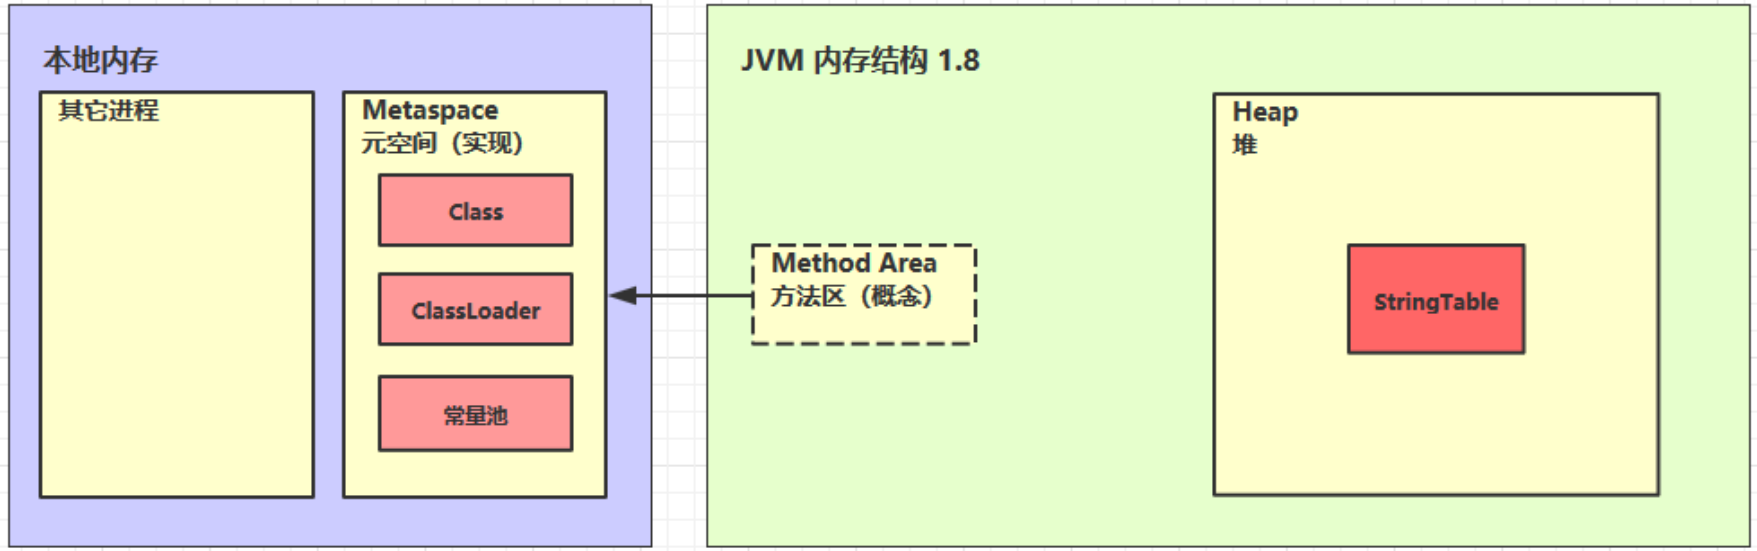 本地内存
其它进程
Metaspace
元空间（实现）
Class
ClassLoader
常量池
JVM 内存结构 1.8
Method Area
方法区（概念）
Heap
堆
StringTable